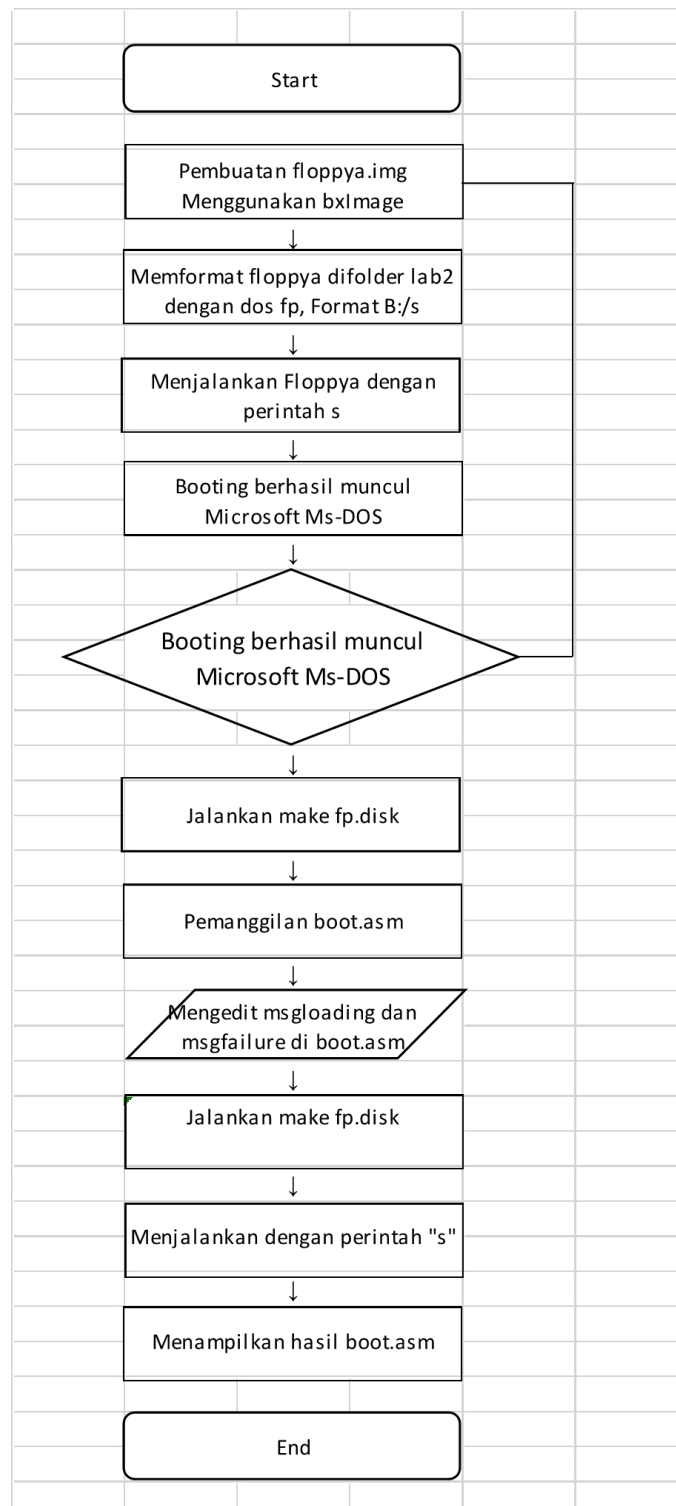 Start
Pembuatan floppya.img
Menggunakan bxImage
↓
Memformat floppya difolder lab2
dengan dos fp, Format B:/s
↓
Menjalankan Floppya dengan
perintah s
↓
Booting berhasil muncul
Microsoft Ms-DOS
↓
Booting berhasil muncul
Microsoft Ms-DOS
↓
Jalankan make fp.disk
↓
Pemanggilan boot.asm
↓
Mengedit msgloading dan
msgfailure di boot.asm
↓
Jalankan make fp.disk
↓
Menjalankan dengan perintah "s"
↓
Menampilkan hasil boot.asm
End